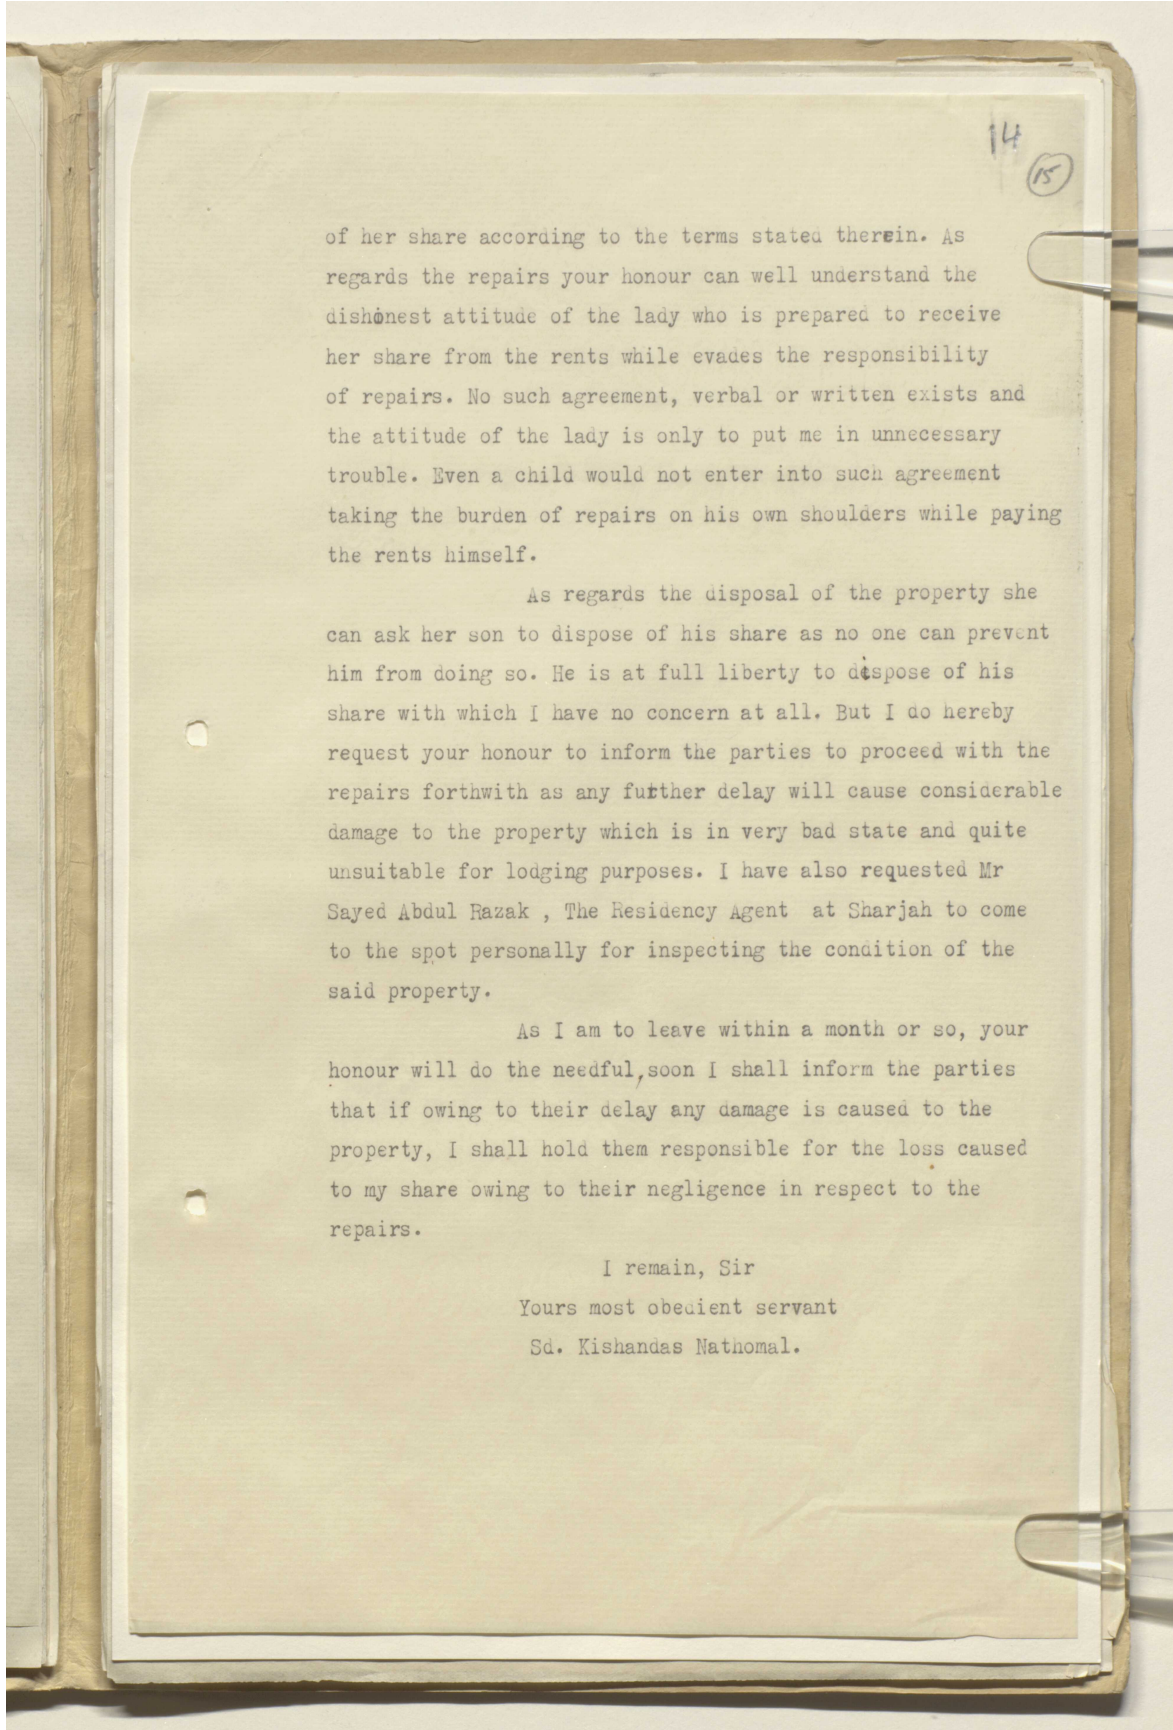 14
15
of her share according to the terms stated therein. As
regards the repairs your honour can well understand the
dishonest attitude of the lady who is prepared to receive
her share from the rents while evades the responsibility
of repairs. No such agreement, verbal or written exists and
the attitude of the lady is only to put me in unnecessary
trouble. Even a child would not enter into such agreement
taking the burden of repairs on his own shoulders while paying
the rents himself.
As regards the disposal of the property she
can ask her son to dispose of his share as no one can prevent
him from doing so. He is at full liberty to dispose of his
share with which I have no concern at all. But I do hereby
request your honour to inform the parties to proceed with the
repairs forthwith as any further delay will cause considerable
damage to the property which is in very bad state and quite
unsuitable for lodging purposes. I have also requested Mr
Sayed Abdul Razak , The Residency Agent at Sharjah to come
to the spot personally for inspecting the condition of the
said property.
As I am to leave within a month or so, your
honour will do the needful, soon I shall inform the parties
that if owing to their delay any damage is caused to the
property, I shall hold them responsible for the loss caused
to my share owing to their negligence in respect to the
repairs.
I remain, Sir
Yours most obedient servant
Sd. Kishandas Nathomal.